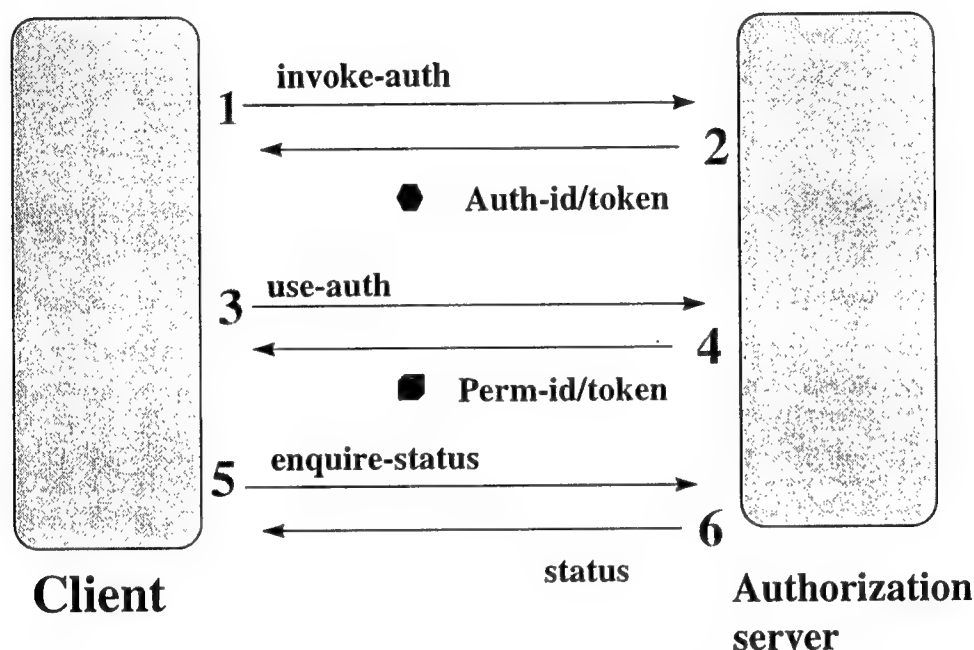 invoke-auth
1
2
Auth-id/token
use-auth
3
4
Perm-id/token
enquire-status
5
6
status
Client
Authorization
server